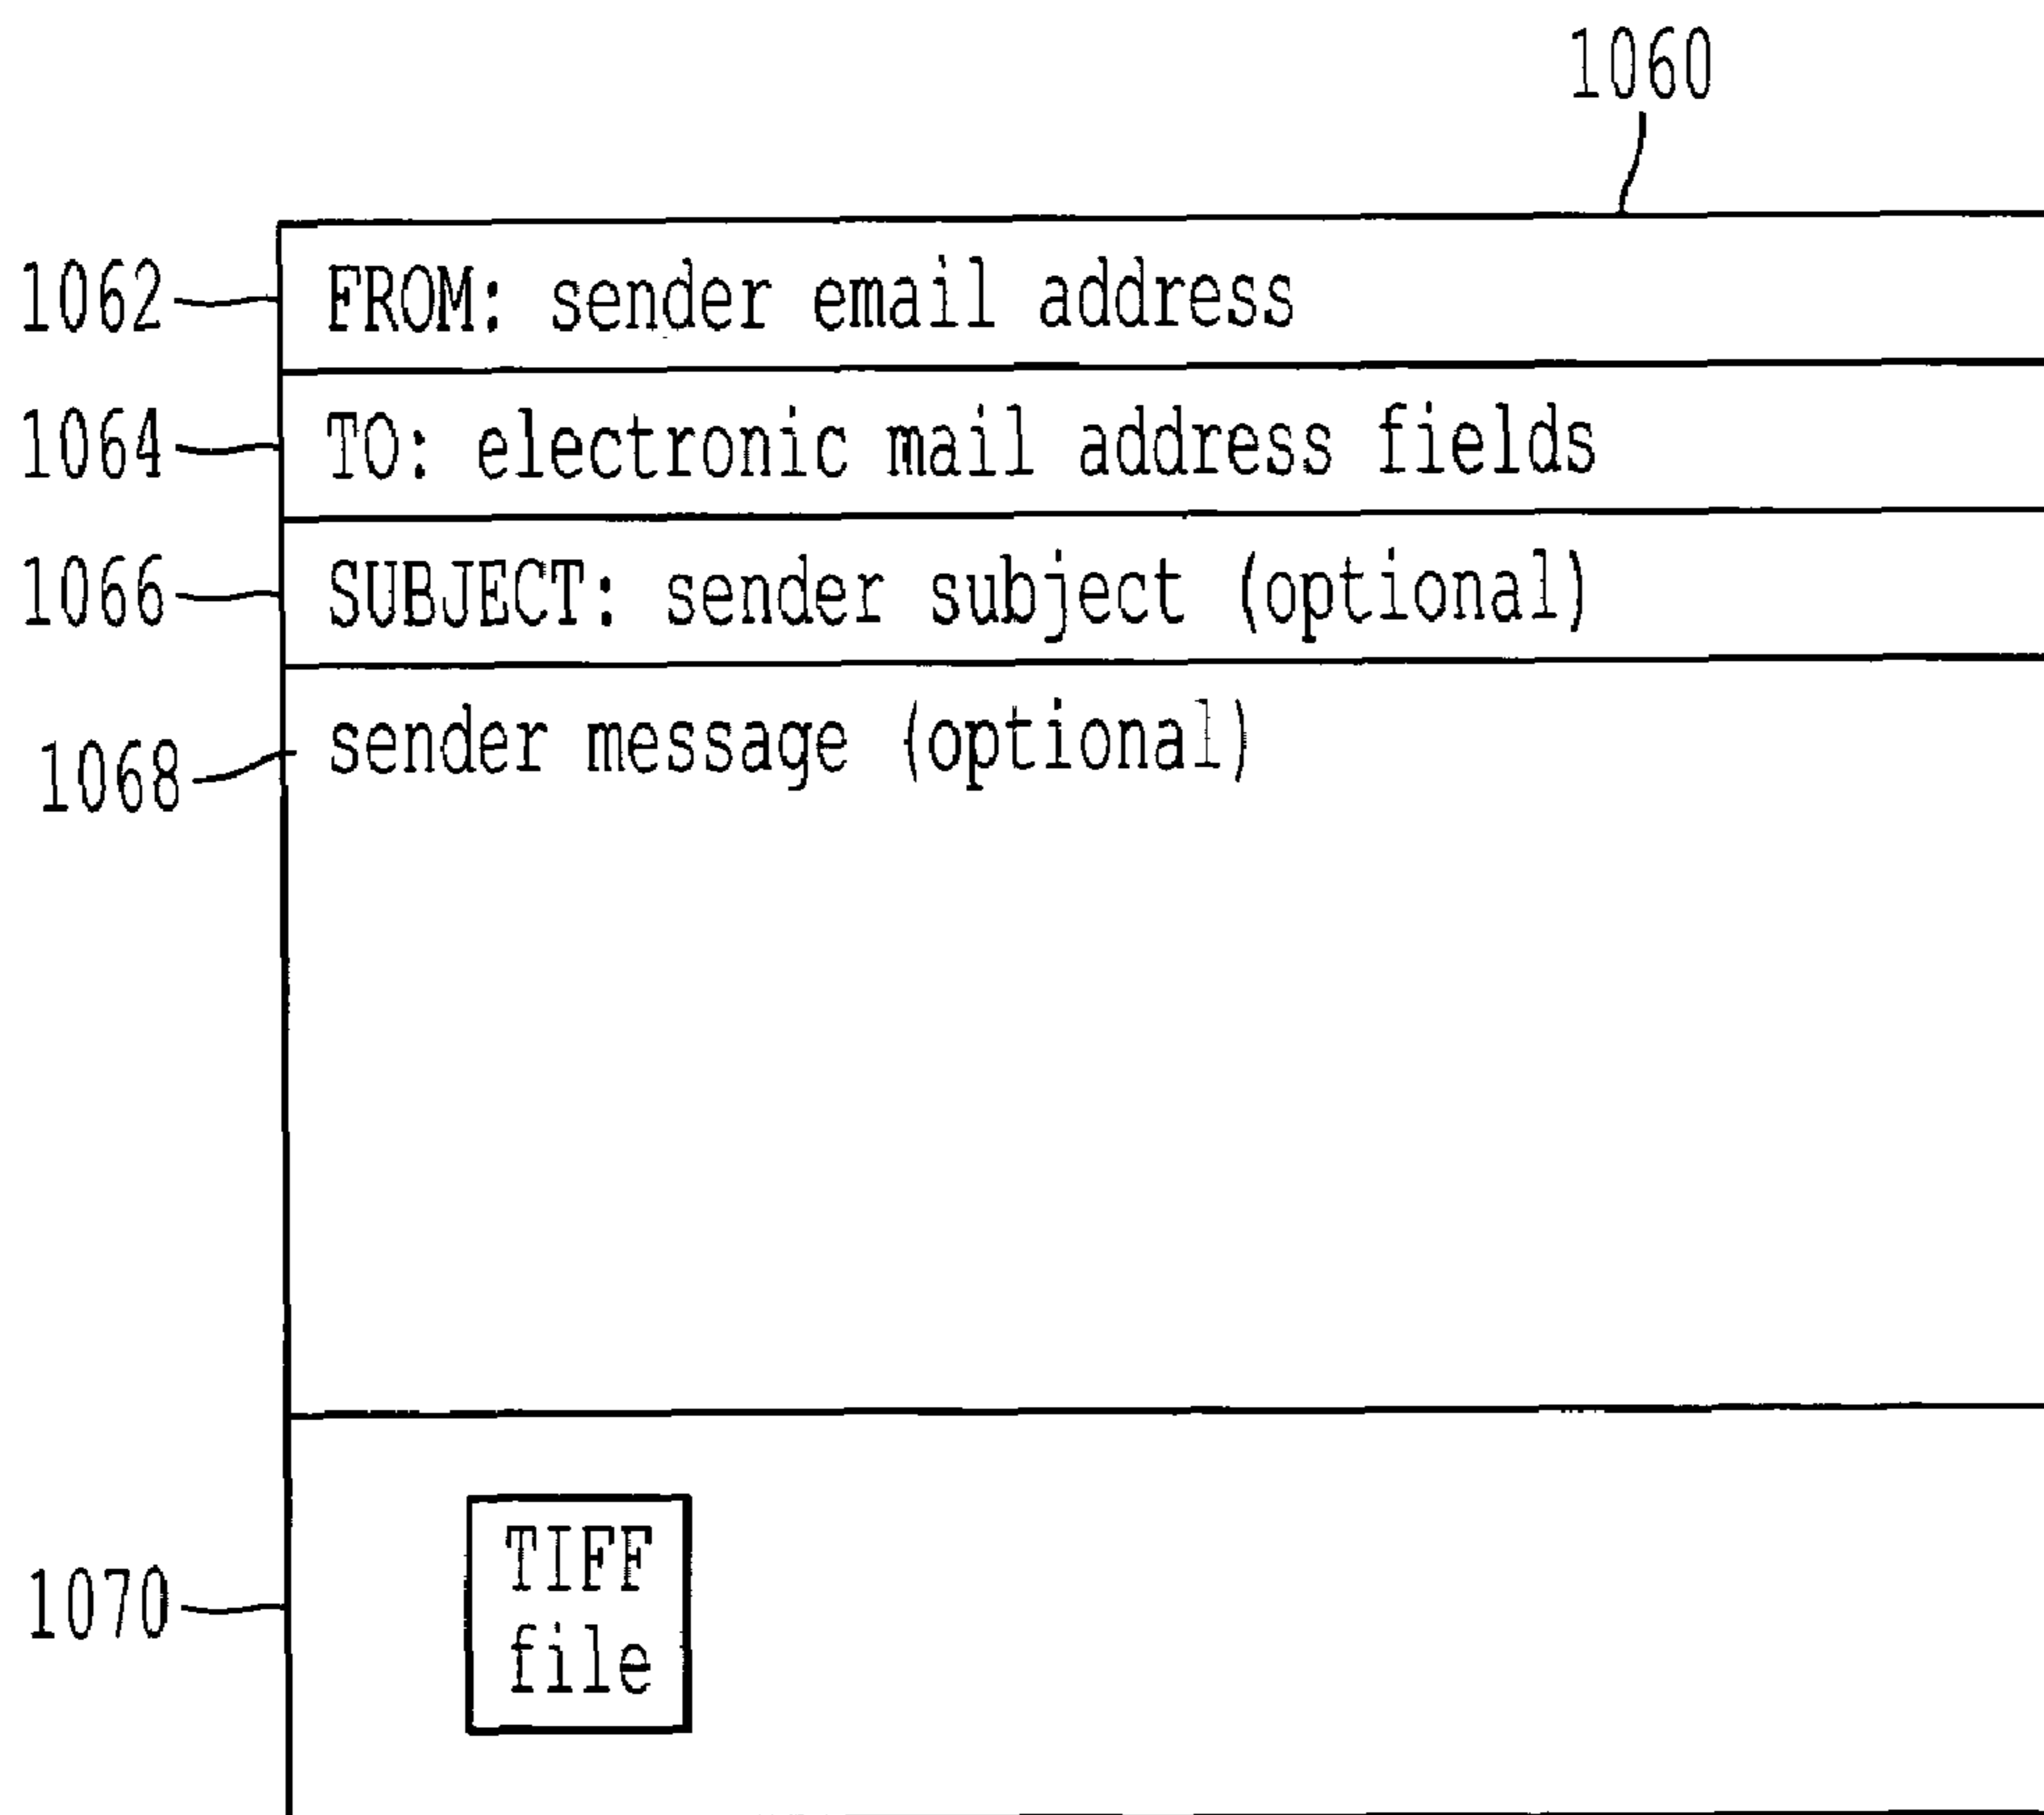 1060
1062 FROM: sender email address
1064 TO: electronic mail address fields
1066 SUBJECT: sender subject (optional)
sender message (optional)
1068
TIFF
1070
file